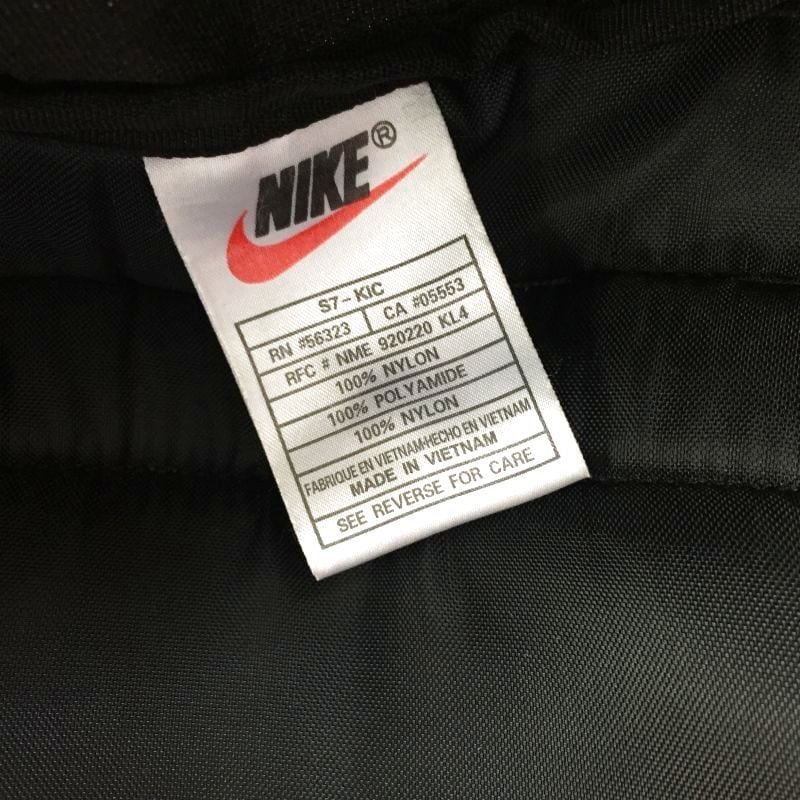 NIKE®
S7-KIC
RN #56323 CA #05553
RFC # NME 920220 KL4
100% NYLON
100% POLYAMIDE
100% NYLON
FABRIQUE EN VIETNAM·HECHO EN VIETNAM
MADE IN VIETNAM
SEE REVERSE FOR CARE